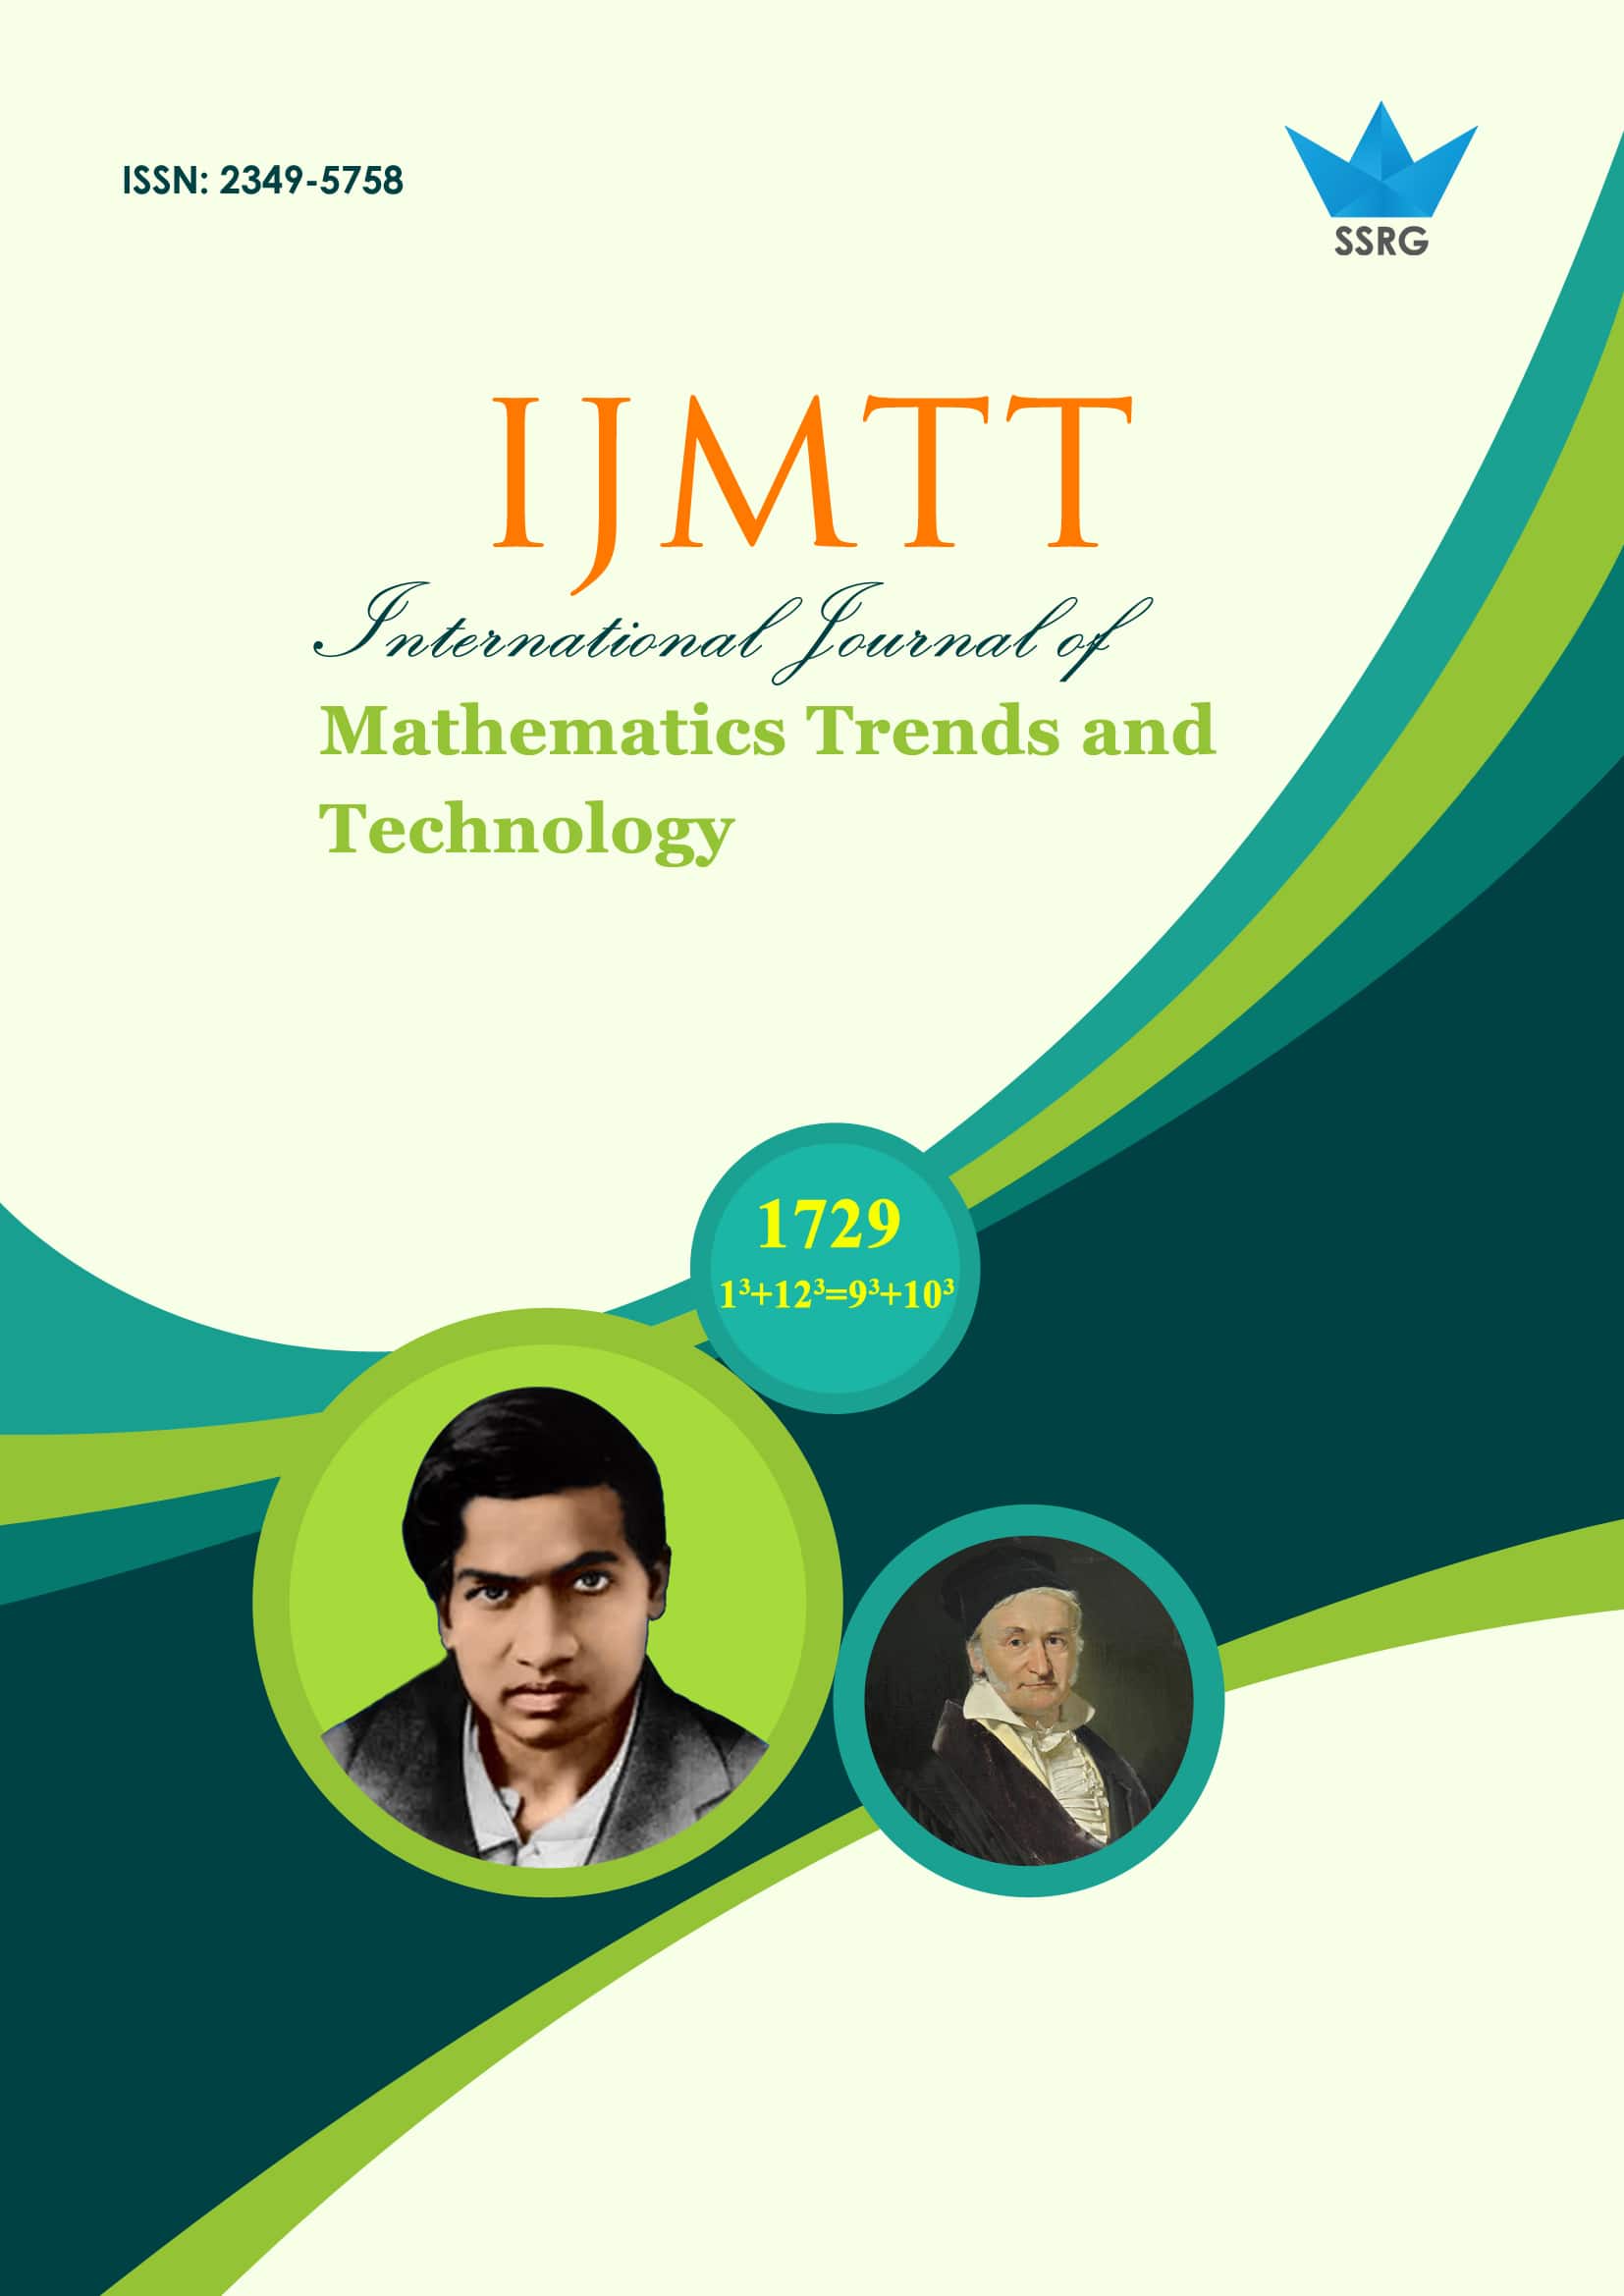 ISSN: 2349-5758
SSRG
IJMTT
International Journal of
Mathematics Trends and
Technology
1729
1³+12³=9³+10³